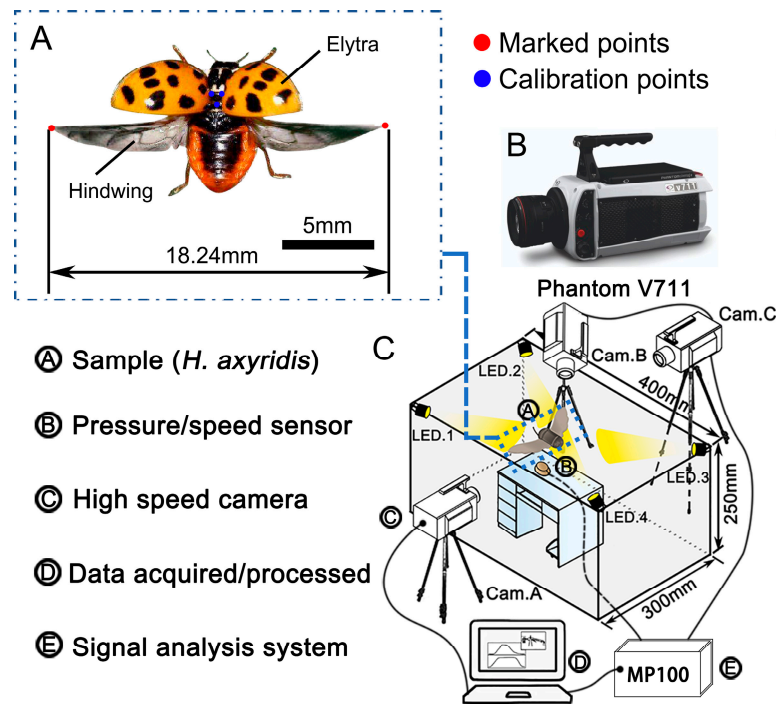 A
Elytra
Hindwing
5mm
18.24mm
Marked points
Calibration points
B
V711
Phantom V711
A Sample (H. axyridis)
B Pressure/speed sensor
C High speed camera
D Data acquired/processed
E Signal analysis system
C
Cam.C
Cam.B
LED.2
400mm
A
LED.1
B
LED.3
C
LED.4
250mm
Cam.A
300mm
D
MP100
E